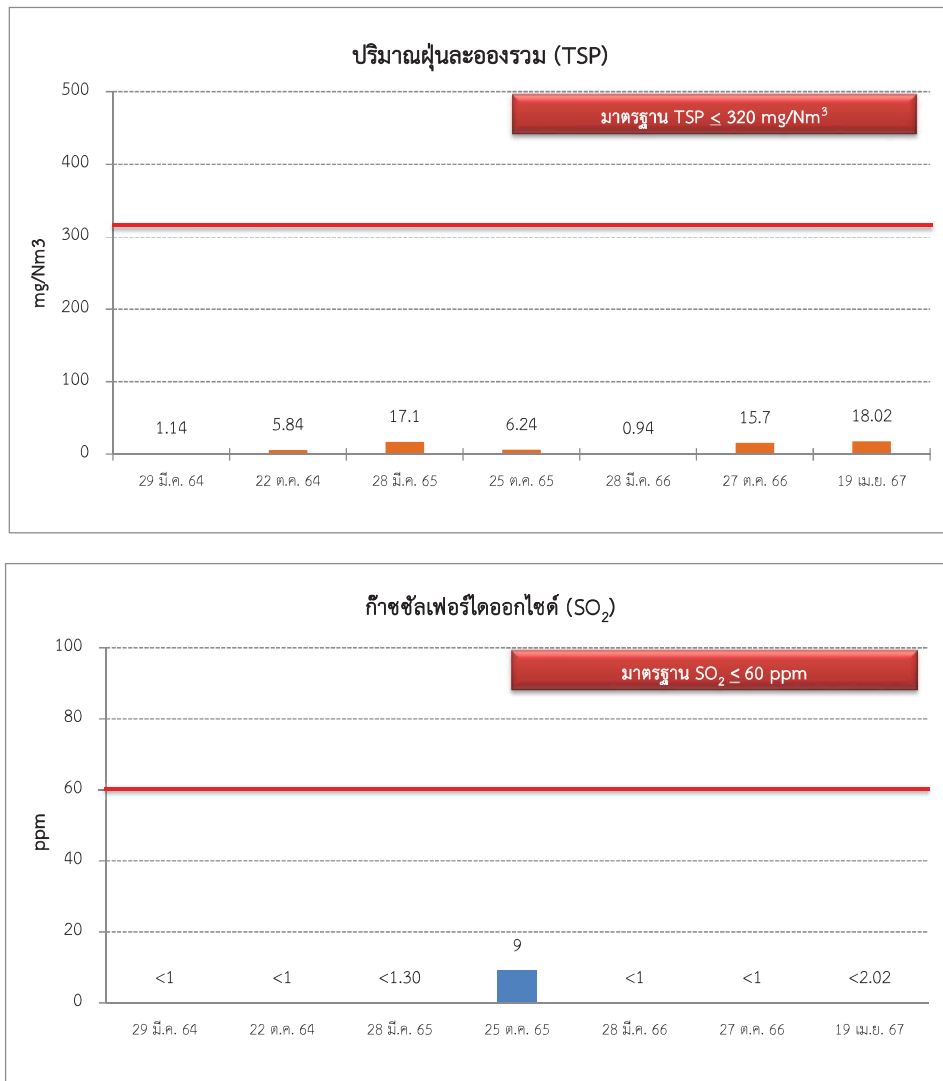 ปริมาณฝุ่นละอองรวม (TSP)
มาตรฐาน TSP ≤ 320 mg/Nm³
mg/Nm3
500
400
300
200
100
0
1.14 5.84 17.1 6.24 0.94 15.7 18.02
29 มี.ค. 64 22 ต.ค. 64 28 มี.ค. 65 25 ต.ค. 65 28 มี.ค. 66 27 ต.ค. 66 19 เม.ย. 67
ก๊าซซัลเฟอร์ไดออกไซด์ (SO₂)
มาตรฐาน SO₂ ≤ 60 ppm
ppm
100
80
60
40
20
0
<1 <1 <1.30 9 <1 <1 <2.02
29 มี.ค. 64 22 ต.ค. 64 28 มี.ค. 65 25 ต.ค. 65 28 มี.ค. 66 27 ต.ค. 66 19 เม.ย. 67